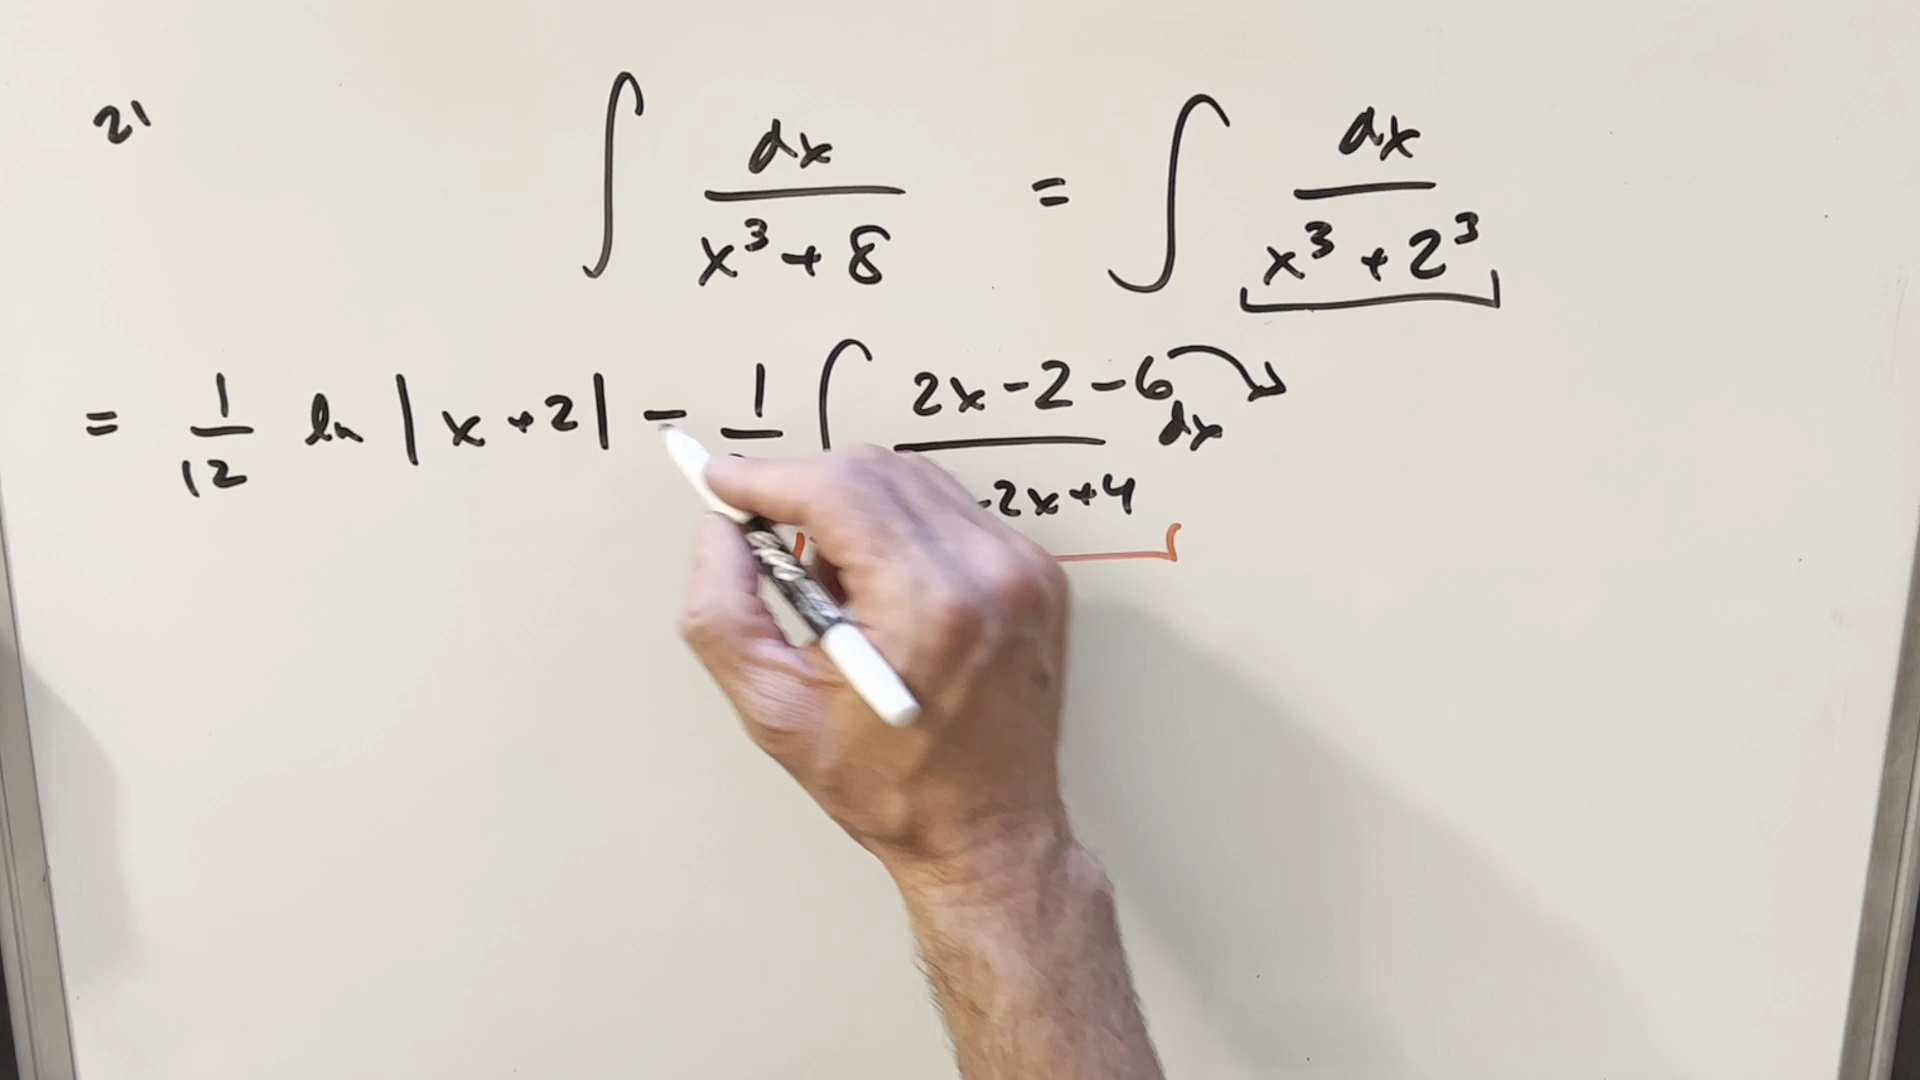 21 ∫ dx / (x³ + 8) = ∫ dx / (x³ + 2³)
= 1/12 ln |x + 2| - 1/ ∫ 2x - 2 - 6 / -2x + 4 dx